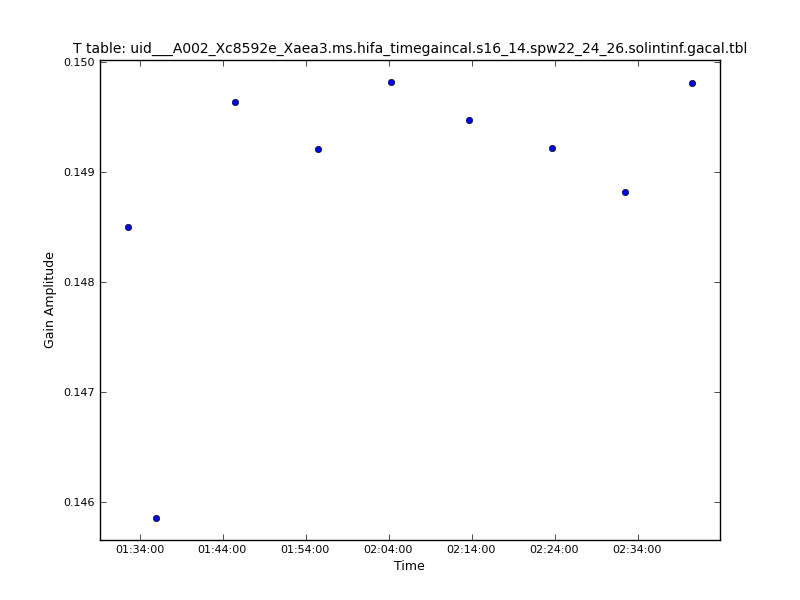 T table: uid___A002_Xc8592e_Xaea3.ms.hifa_timegaincal.s16_14.spw22_24_26.solintinf.gacal.tbl
0.150
0.149
0.148
0.147
0.146
Gain Amplitude
01:34:00 01:44:00 01:54:00 02:04:00 02:14:00 02:24:00 02:34:00
Time